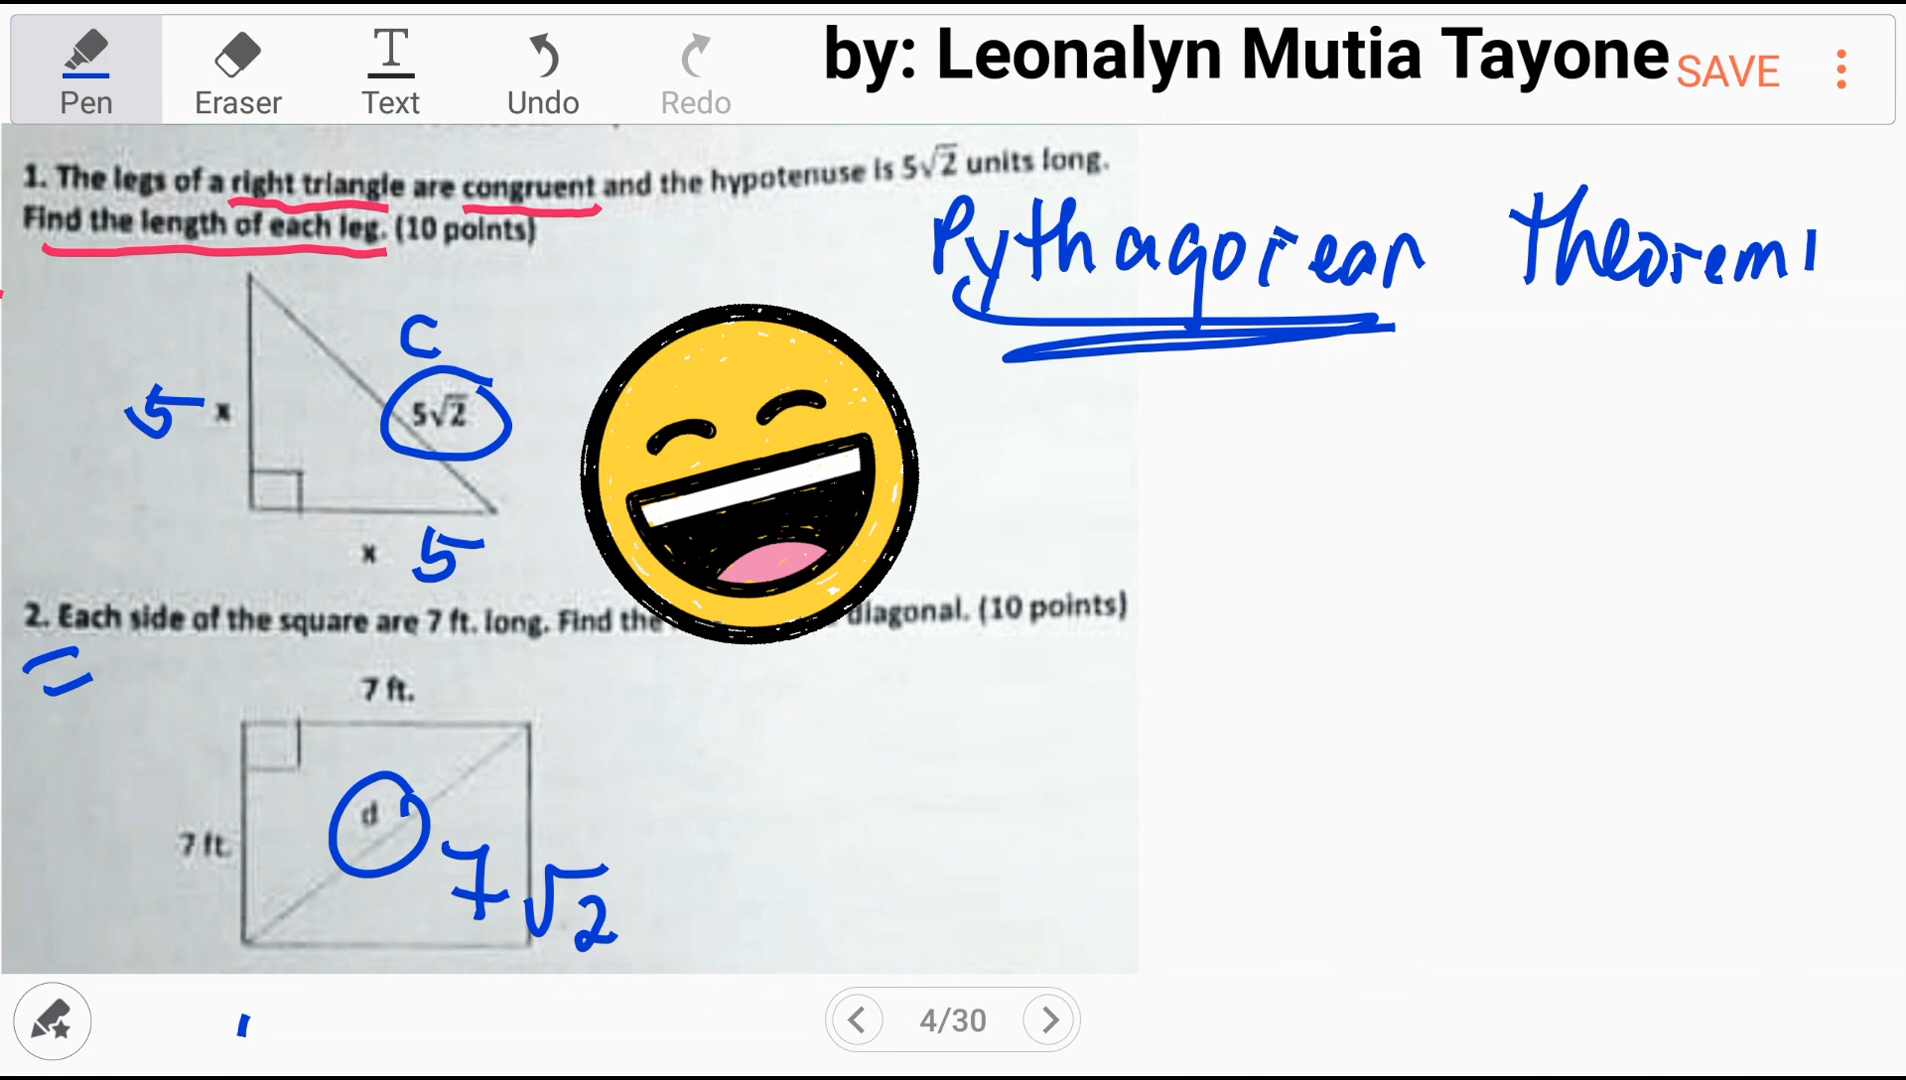 Pen
Eraser
Text
Undo
Redo
by: Leonalyn Mutia Tayone
SAVE
1. The legs of a right triangle are congruent and the hypotenuse is 5√2 units long.
Find the length of each leg. (10 points)
Pythagorean Theorem
C
5
x
5√2
x
5
2. Each side of the square are 7 ft. long. Find the diagonal. (10 points)
7 ft.
d
7 ft.
7√2
4/30